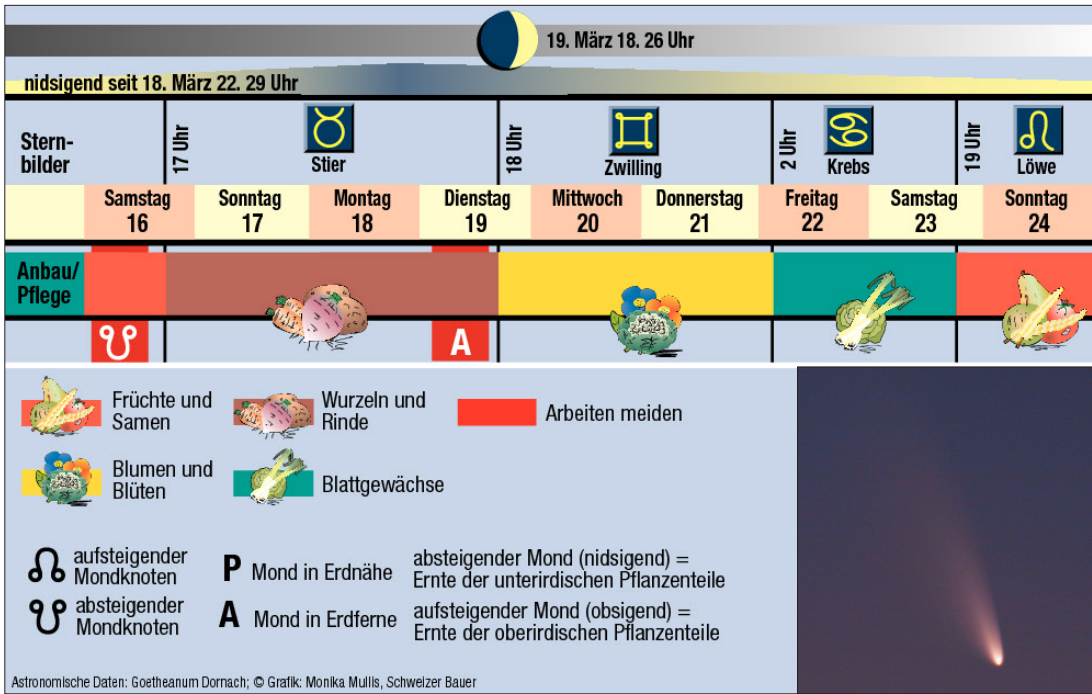 19. März 18. 26 Uhr
nidsigend seit 18. März 22. 29 Uhr
Stern-
bilder
17 Uhr
Stier
18 Uhr
Zwilling
2 Uhr
Krebs
19 Uhr
Löwe
Samstag
16
Sonntag
17
Montag
18
Dienstag
19
Mittwoch
20
Donnerstag
21
Freitag
22
Samstag
23
Sonntag
24
Anbau/
Pflege
A
Früchte und
Samen
Wurzeln und
Rinde
Arbeiten meiden
Blumen und
Blüten
Blattgewächse
aufsteigender
Mondknoten
absteigender
Mondknoten
P Mond in Erdnähe
A Mond in Erdferne
absteigender Mond (nidsigend) =
Ernte der unterirdischen Pflanzenteile
aufsteigender Mond (obsigend) =
Ernte der oberirdischen Pflanzenteile
Astronomische Daten: Goetheanum Dornach; © Grafik: Monika Mullis, Schweizer Bauer